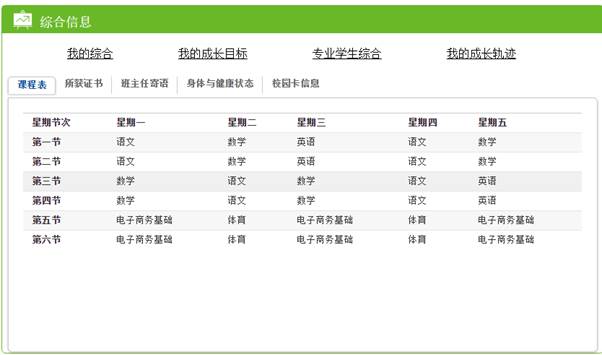 综合信息
我的综合 我的成长目标 专业学生综合 我的成长轨迹
课程表 所获证书 班主任寄语 身体与健康状态 校园卡信息
星期节次 星期一 星期二 星期三 星期四 星期五
第一节 语文 数学 英语 语文 数学
第二节 语文 数学 英语 语文 数学
第三节 数学 语文 数学 语文 英语
第四节 数学 语文 数学 语文 英语
第五节 电子商务基础 体育 电子商务基础 体育 电子商务基础
第六节 电子商务基础 体育 电子商务基础 体育 电子商务基础